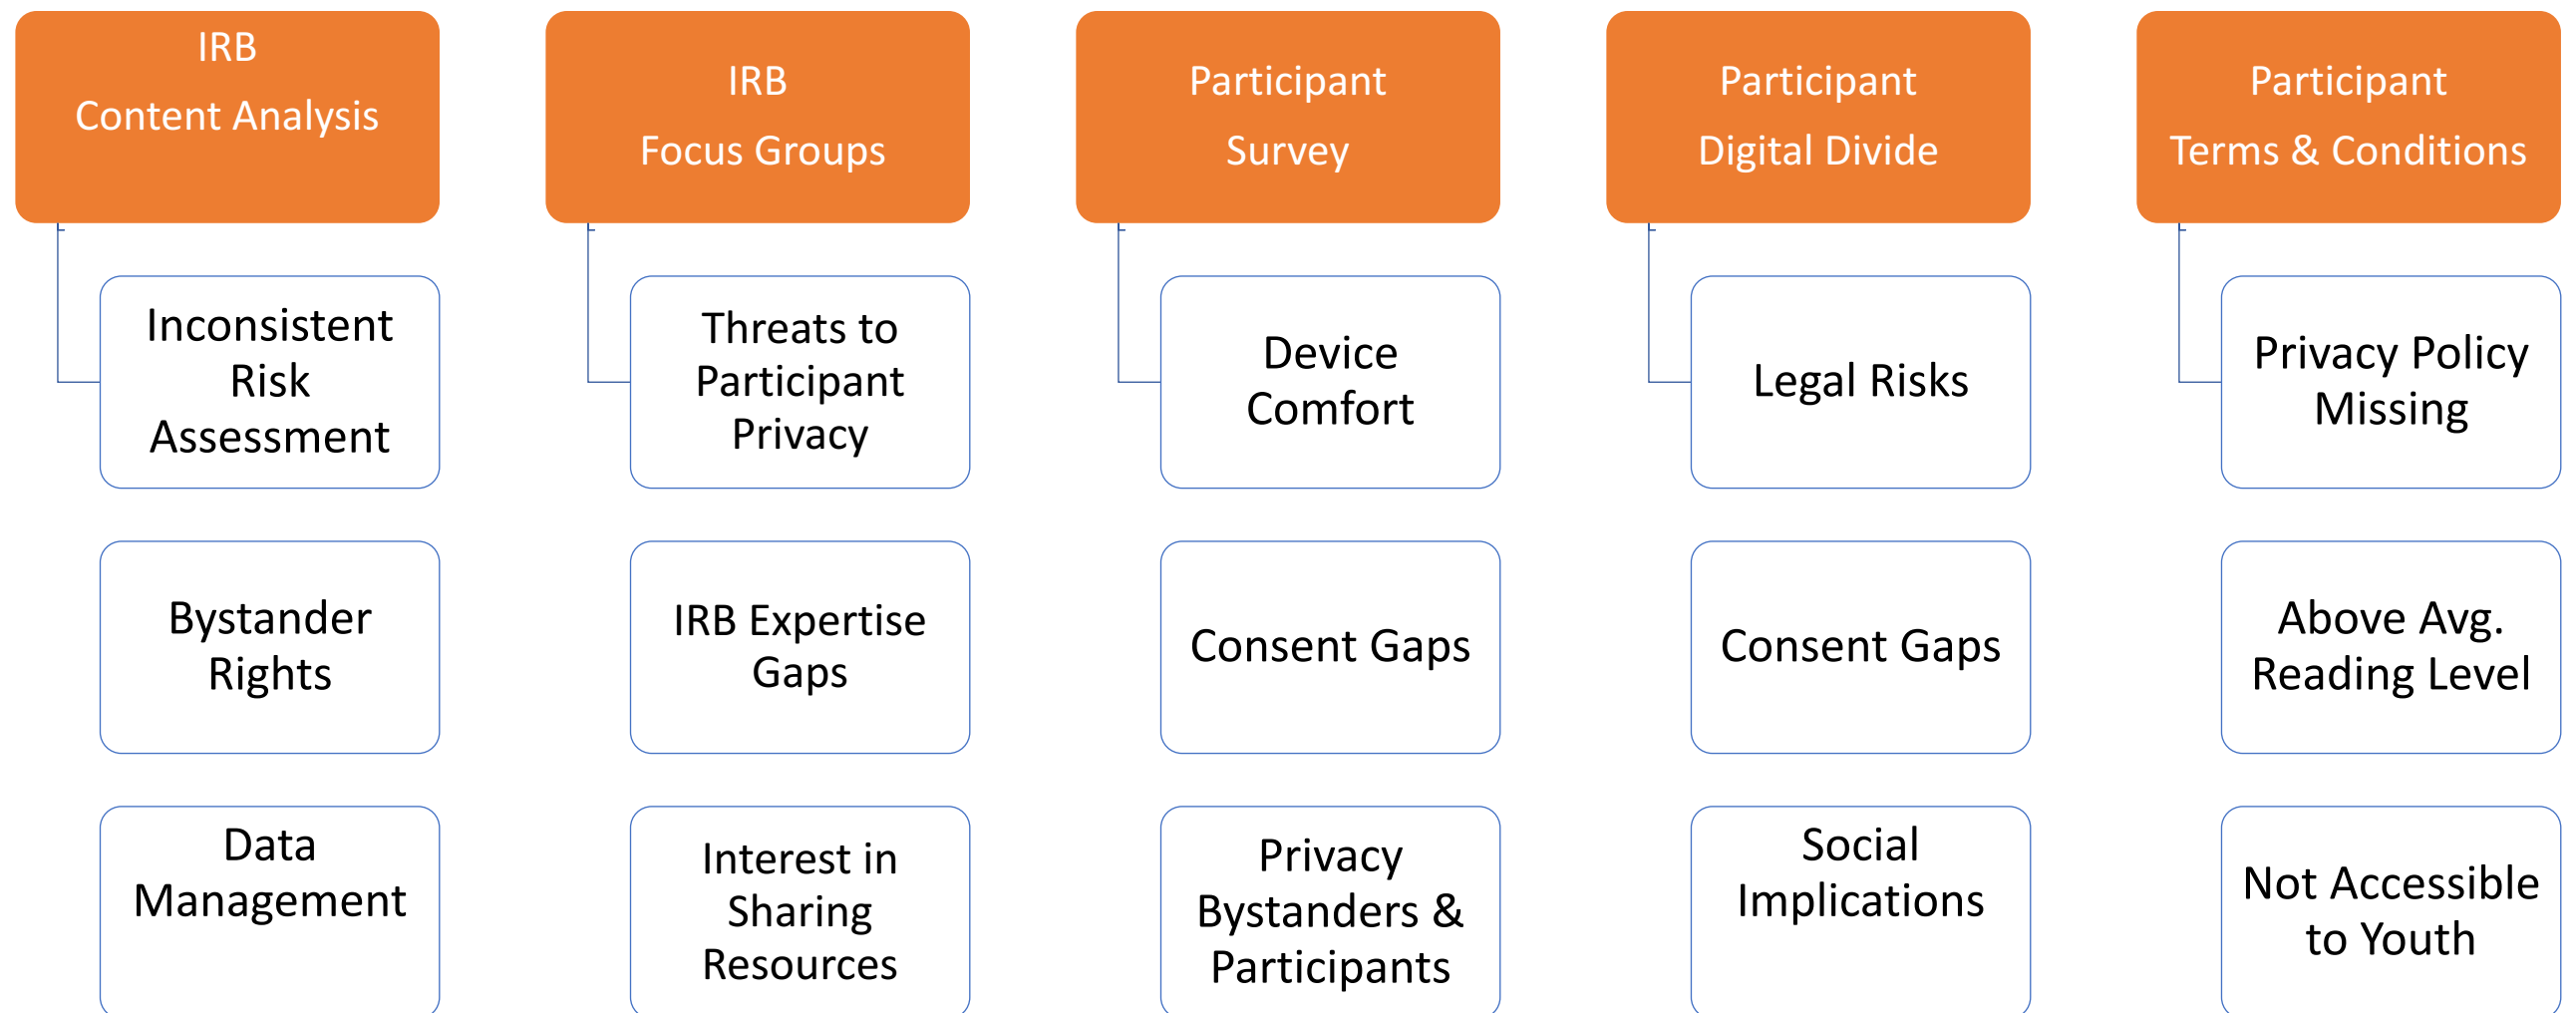 IRB
Content Analysis
Inconsistent
Risk
Assessment
Bystander
Rights
Data
Management
IRB
Focus Groups
Threats to
Participant
Privacy
IRB Expertise
Gaps
Interest in
Sharing
Resources
Participant
Survey
Device
Comfort
Consent Gaps
Privacy
Bystanders &
Participants
Participant
Digital Divide
Legal Risks
Consent Gaps
Social
Implications
Participant
Terms & Conditions
Privacy Policy
Missing
Above Avg.
Reading Level
Not Accessible
to Youth